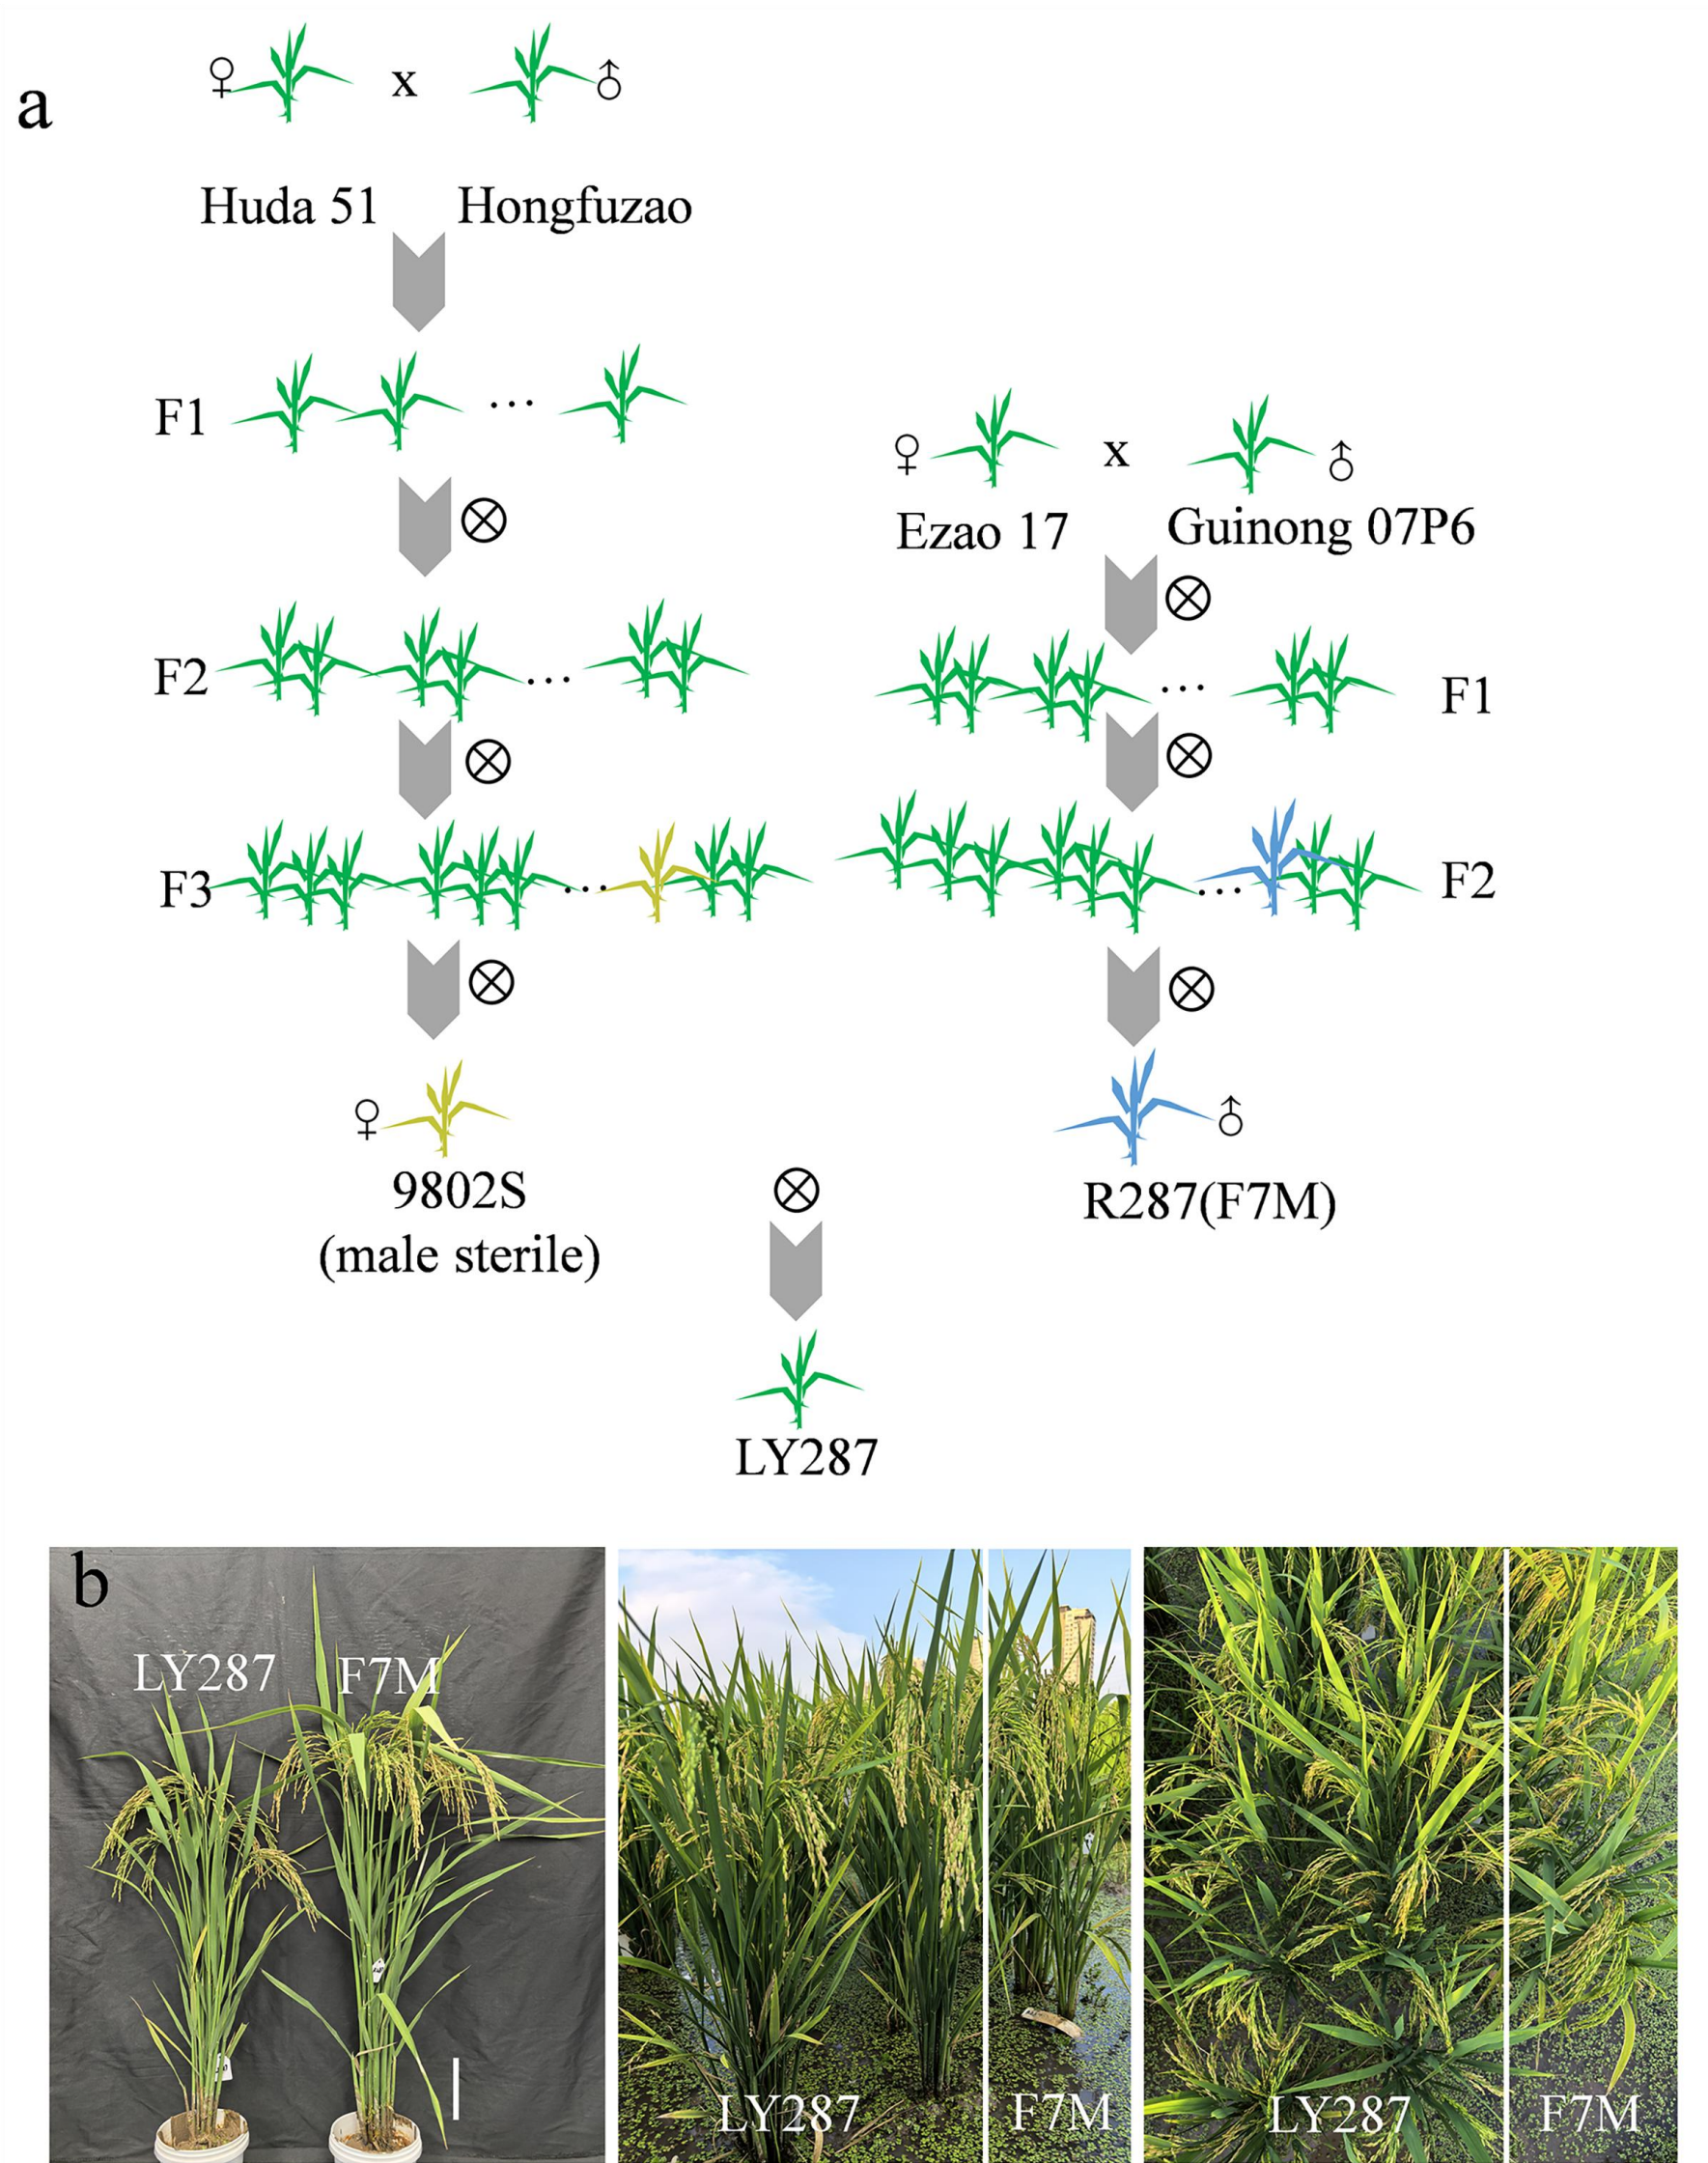 a
♀ x ♂
Huda 51 Hongfuzao
F1 ...
♀ x ♂
Ezao 17 Guinong 07P6
F2 ...
... F1
F3 ...
... F2
♀ ♂
9802S
(male sterile)
R287(F7M)
LY287
b
LY287 F7M
LY287 F7M
LY287 F7M